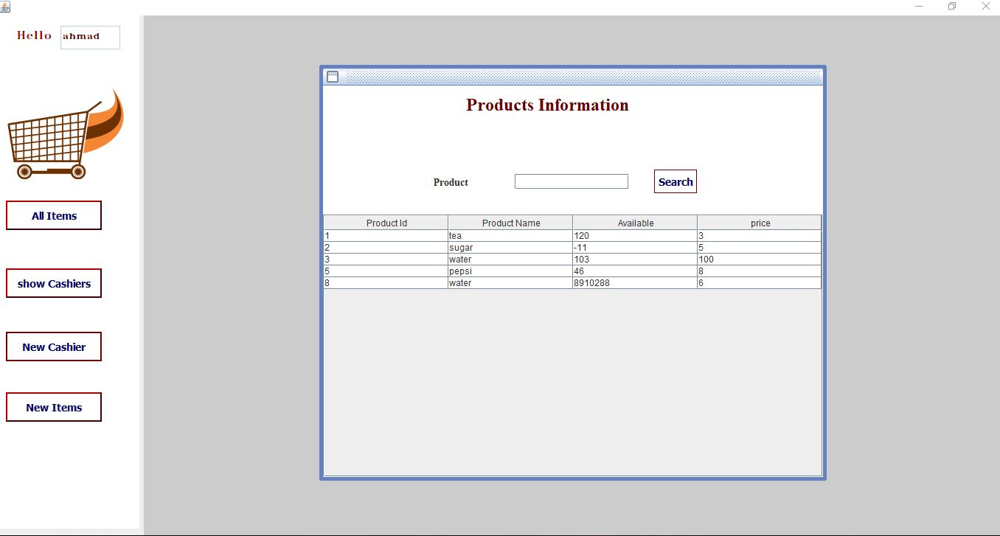 Hello ahmad
All Items
show Cashiers
New Cashier
New Items
Products Information
Product Search
Product Id Product Name Available price
1 tea 120 3
2 sugar -11 5
3 water 103 100
5 pepsi 46 8
8 water 8910288 6